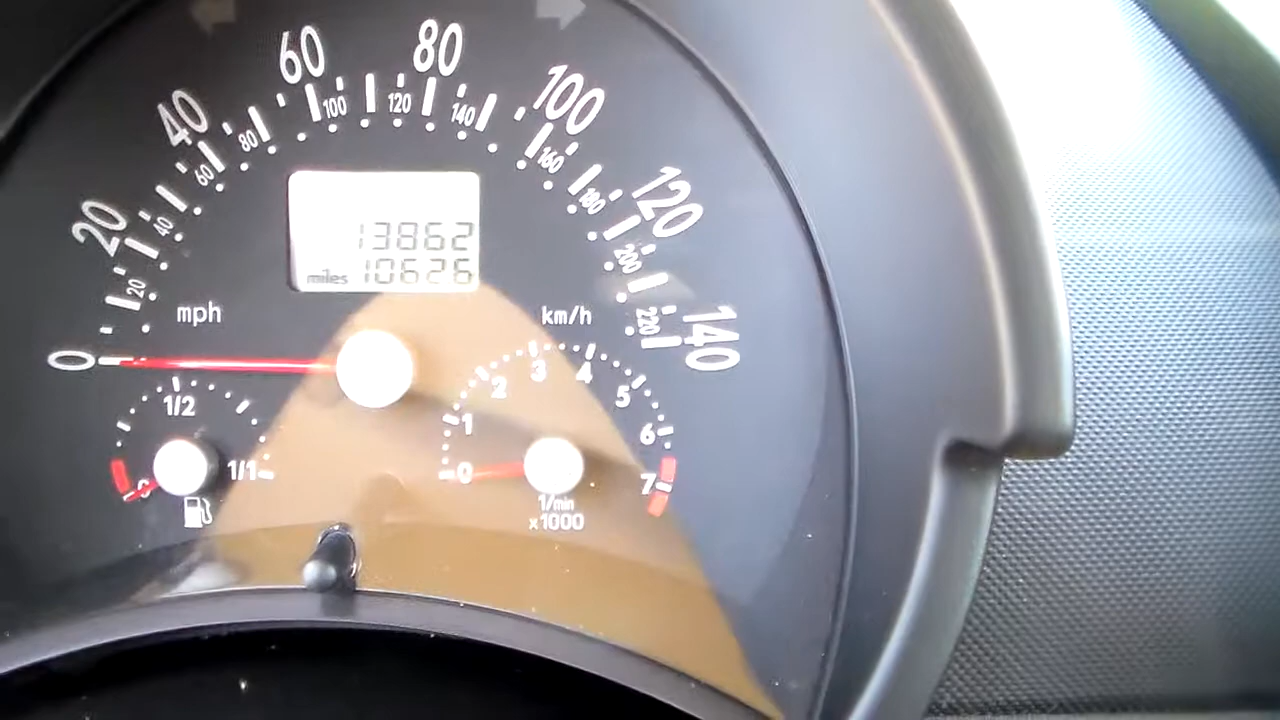 0 20 40 60 80 100 120 140
20 40 60 80 100 120 140 160 180 200 220
13862
miles 10626
mph
km/h
0 1/2 1/1
0 1 2 3 4 5 6 7
1/min
x1000